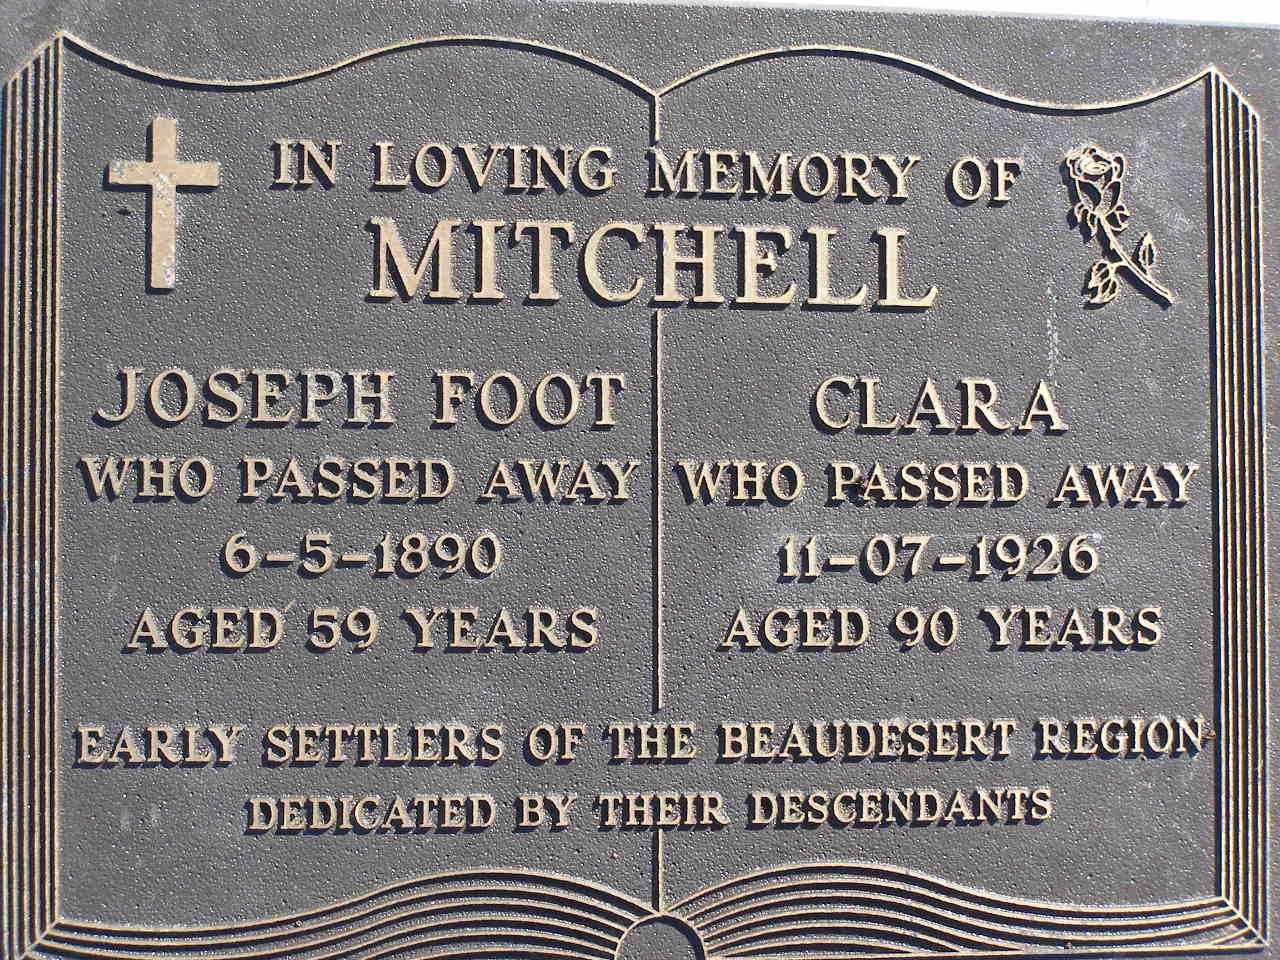 IN LOVING MEMORY OF
MITCHELL
JOSEPH FOOT
WHO PASSED AWAY
6-5-1890
AGED 59 YEARS
CLARA
WHO PASSED AWAY
11-07-1926
AGED 90 YEARS
EARLY SETTLERS OF THE BEAUDESERT REGION
DEDICATED BY THEIR DESCENDANTS